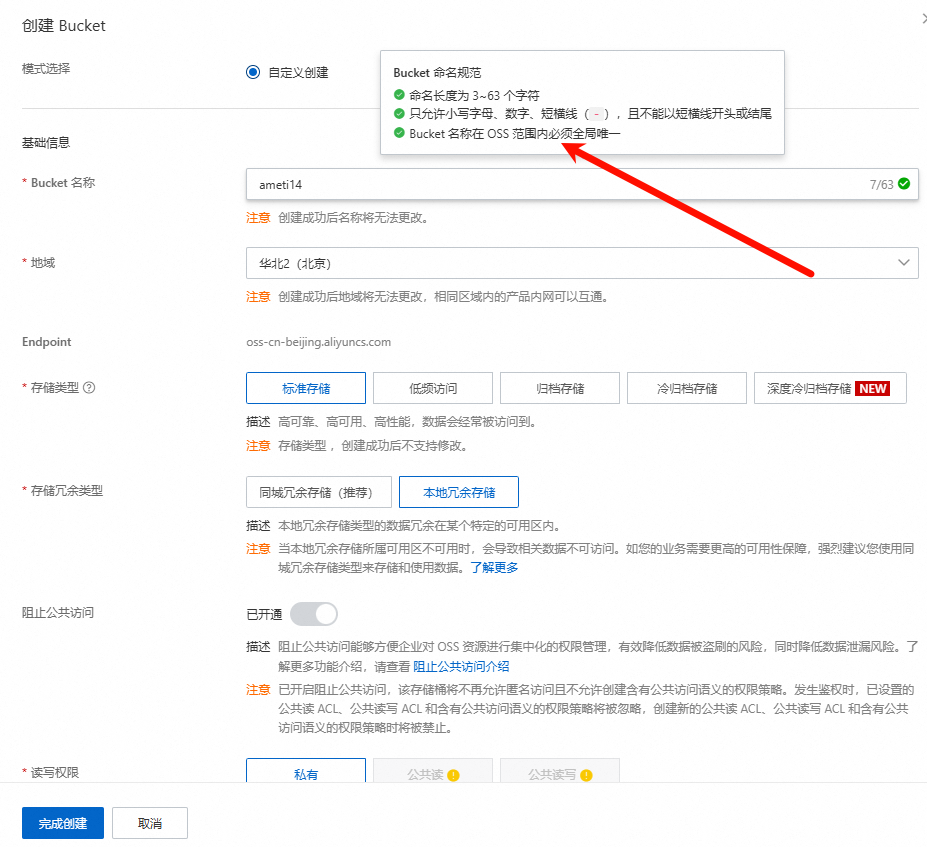 创建 Bucket
模式选择
自定义创建
Bucket 命名规范
命名长度为 3~63 个字符
只允许小写字母、数字、短横线（ - ），且不能以短横线开头或结尾
Bucket 名称在 OSS 范围内必须全局唯一
基础信息
* Bucket 名称
ameti14
7/63
注意 创建成功后名称将无法更改。
* 地域
华北2（北京）
注意 创建成功后地域将无法更改，相同区域内的产品内网可以互通。
Endpoint
oss-cn-beijing.aliyuncs.com
* 存储类型 ?
标准存储 低频访问 归档存储 冷归档存储 深度冷归档存储 NEW
描述 高可靠、高可用、高性能，数据会经常被访问到。
注意 存储类型 ，创建成功后不支持修改。
* 存储冗余类型
同城冗余存储（推荐） 本地冗余存储
描述 本地冗余存储类型的数据冗余在某个特定的可用区内。
注意 当本地冗余存储所属可用区不可用时，会导致相关数据不可访问。如您的业务需要更高的可用性保障，强烈建议您使用同
城冗余存储类型来存储和使用数据。了解更多
阻止公共访问
已开通
描述 阻止公共访问能够方便企业对 OSS 资源进行集中化的权限管理，有效降低数据被盗刷的风险，同时降低数据泄漏风险。了
解更多功能介绍，请查看 阻止公共访问介绍
注意 已开启阻止公共访问，该存储桶将不再允许匿名访问且不允许创建含有公共访问语义的权限策略。发生鉴权时，已设置的
公共读 ACL、公共读写 ACL 和含有公共访问语义的权限策略将被忽略，创建新的公共读 ACL、公共读写 ACL 和含有公共
访问语义的权限策略时将被禁止。
* 读写权限
私有 公共读 ! 公共读写 !
完成创建 取消